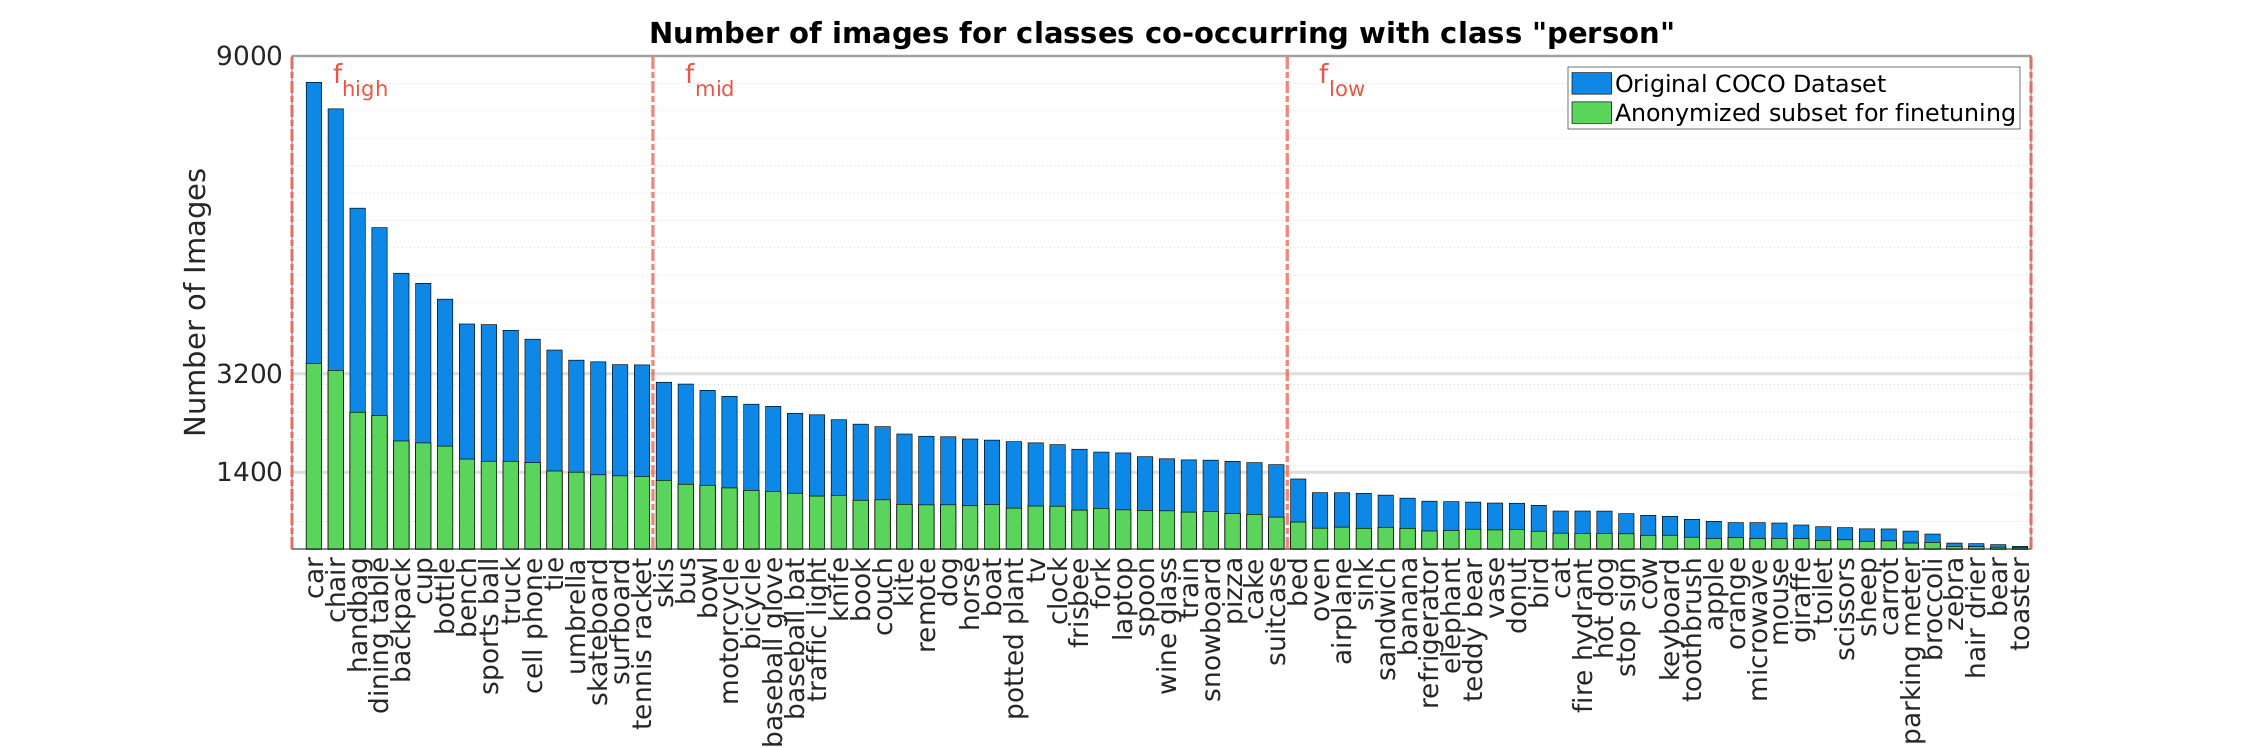 Number of images for classes co-occurring with class "person"
9000
3200
1400
Number of Images
f_high
f_mid
f_low
Original COCO Dataset
Anonymized subset for finetuning
car
chair
handbag
dining table
backpack
cup
bottle
bench
sports ball
truck
cell phone
tie
umbrella
skateboard
surfboard
tennis racket
skis
bus
bowl
motorcycle
bicycle
baseball glove
baseball bat
traffic light
knife
book
couch
kite
remote
dog
horse
boat
potted plant
tv
clock
frisbee
fork
laptop
spoon
wine glass
train
snowboard
pizza
cake
suitcase
bed
oven
airplane
sink
sandwich
banana
refrigerator
elephant
teddy bear
vase
donut
bird
cat
fire hydrant
hot dog
stop sign
cow
keyboard
toothbrush
apple
orange
microwave
mouse
giraffe
toilet
scissors
sheep
carrot
parking meter
broccoli
zebra
hair drier
bear
toaster